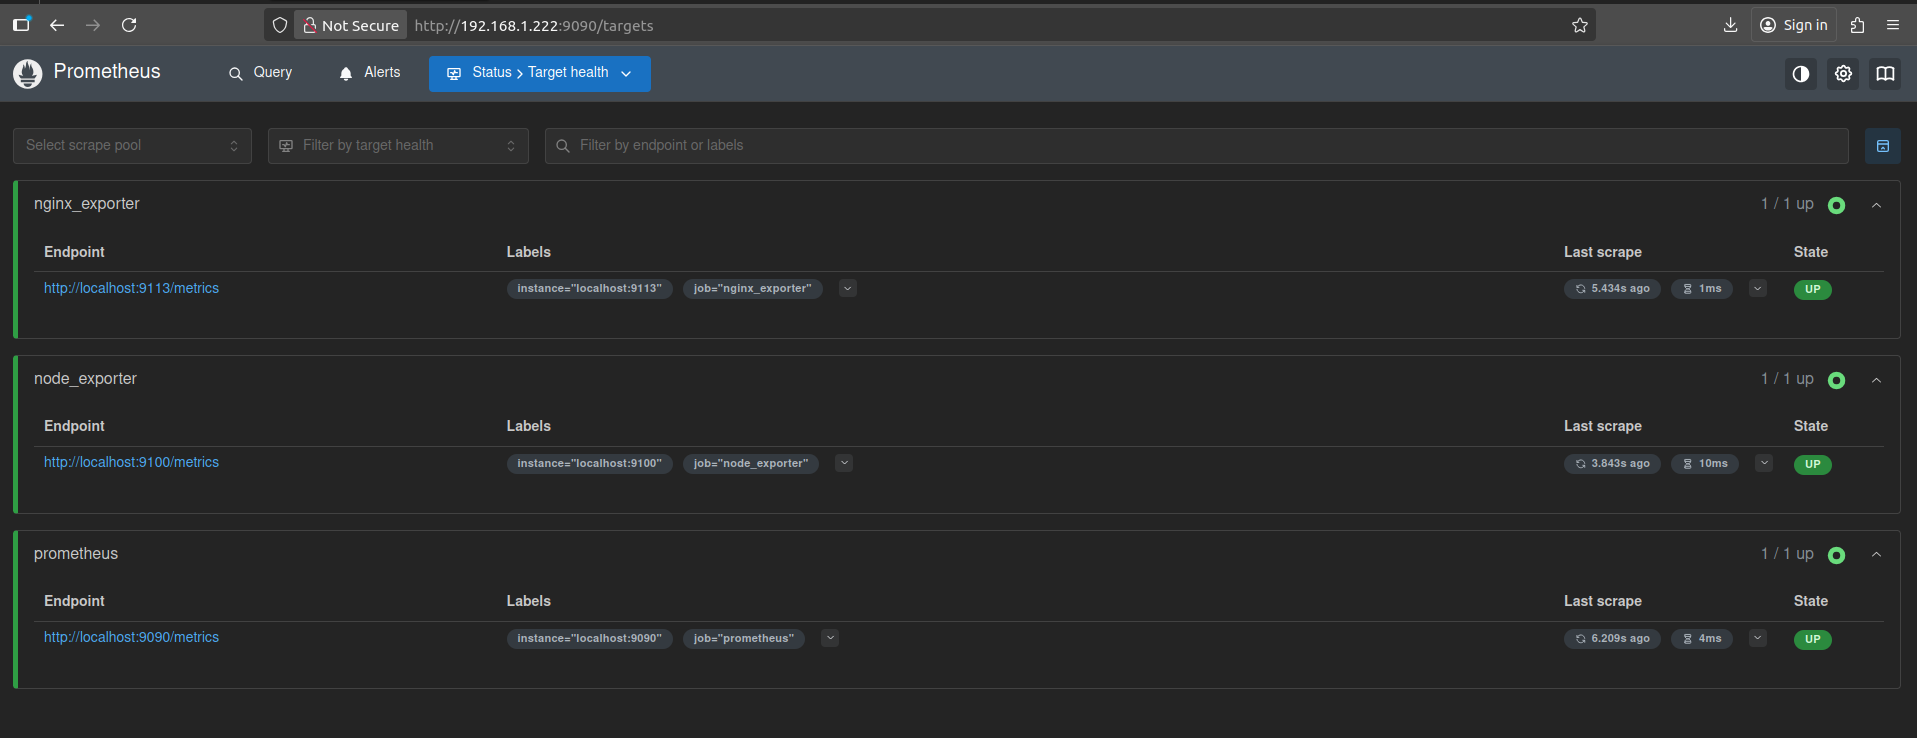 Not Secure http://192.168.1.222:9090/targets Sign in
Prometheus Query Alerts Status > Target health
Select scrape pool Filter by target health Filter by endpoint or labels
nginx_exporter 1 / 1 up
Endpoint Labels Last scrape State
http://localhost:9113/metrics instance="localhost:9113" job="nginx_exporter" 5.434s ago 1ms UP
node_exporter 1 / 1 up
Endpoint Labels Last scrape State
http://localhost:9100/metrics instance="localhost:9100" job="node_exporter" 3.843s ago 10ms UP
prometheus 1 / 1 up
Endpoint Labels Last scrape State
http://localhost:9090/metrics instance="localhost:9090" job="prometheus" 6.209s ago 4ms UP